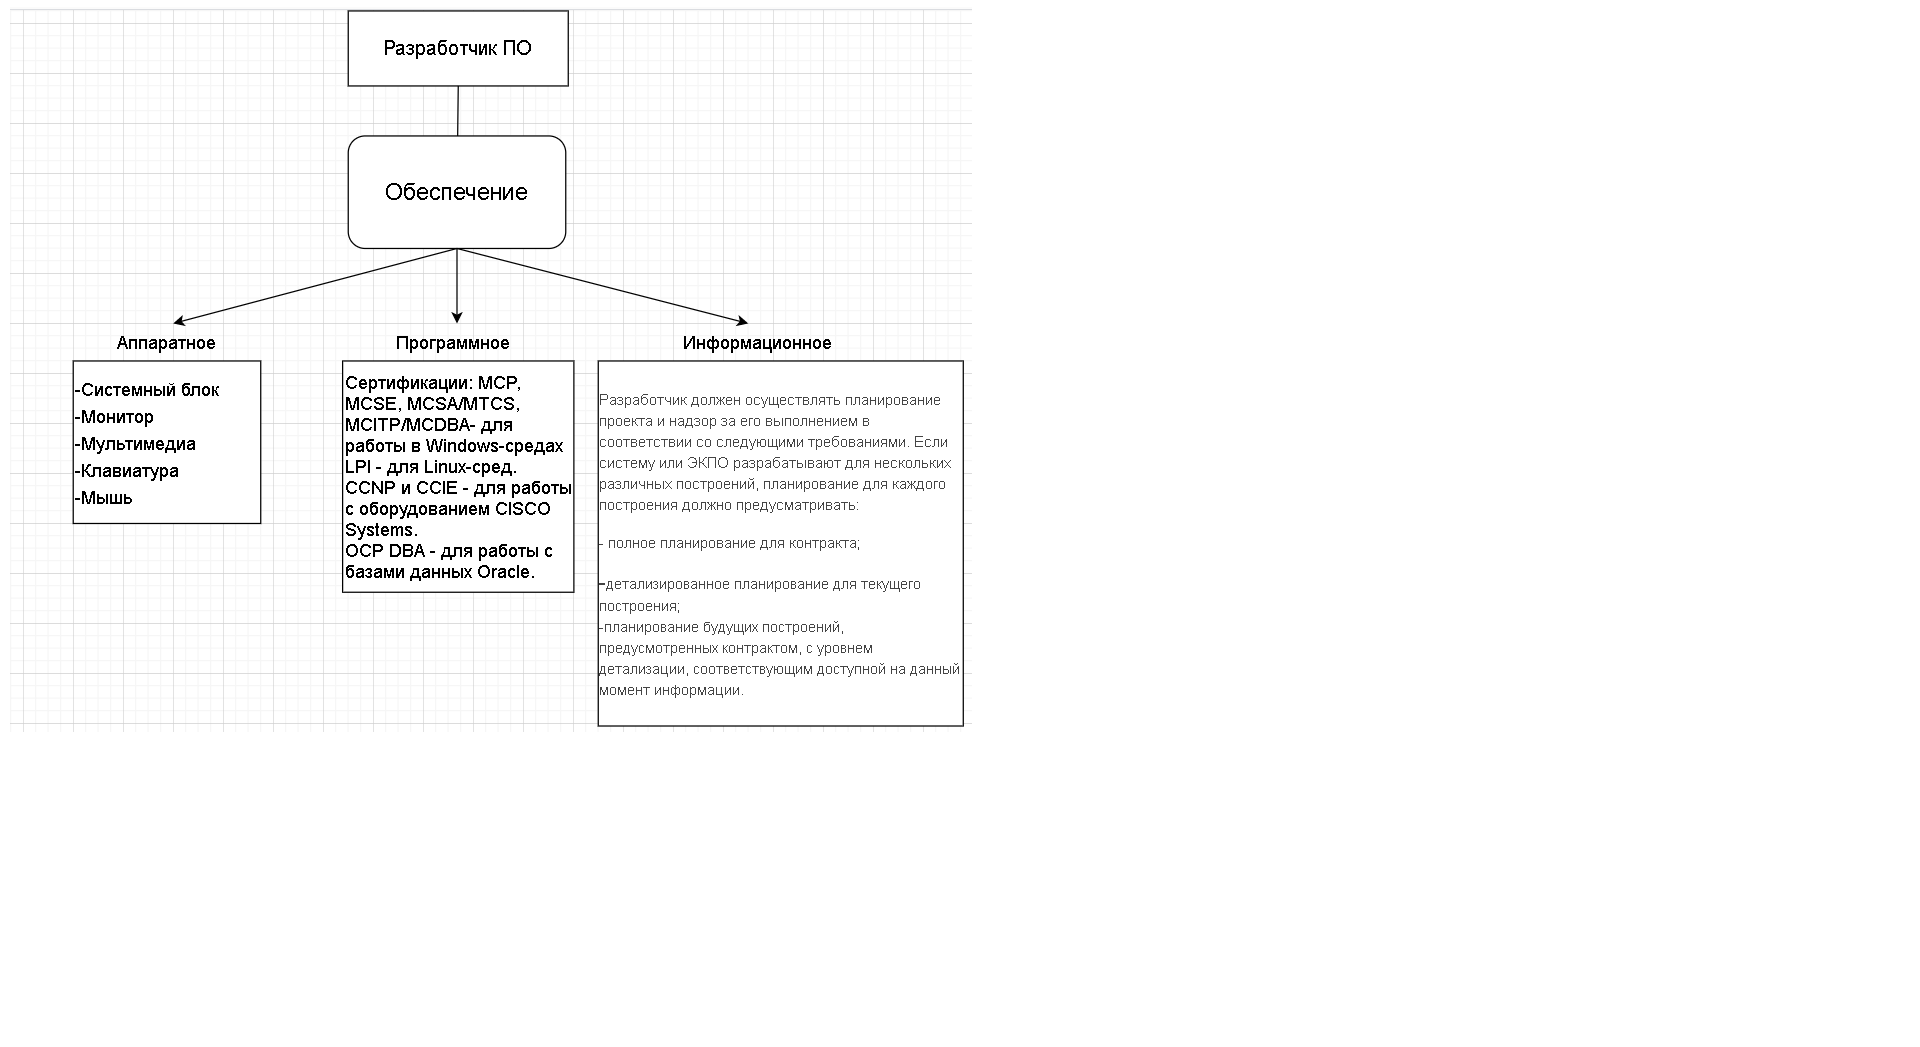 Разработчик ПО
Обеспечение
Аппаратное
-Системный блок
-Монитор
-Мультимедиа
-Клавиатура
-Мышь
Программное
Сертификации: MCP,
MCSE, MCSA/MTCS,
MCITP/MCDBA- для
работы в Windows-средах
LPI - для Linux-сред.
CCNP и CCIE - для работы
с оборудованием CISCO
Systems.
OCP DBA - для работы с
базами данных Oracle.
Информационное
Разработчик должен осуществлять планирование
проекта и надзор за его выполнением в
соответствии со следующими требованиями. Если
систему или ЭКПО разрабатывают для нескольких
различных построений, планирование для каждого
построения должно предусматривать:
- полное планирование для контракта;
-детализированное планирование для текущего
построения;
-планирование будущих построений,
предусмотренных контрактом, с уровнем
детализации, соответствующим доступной на данный
момент информации.